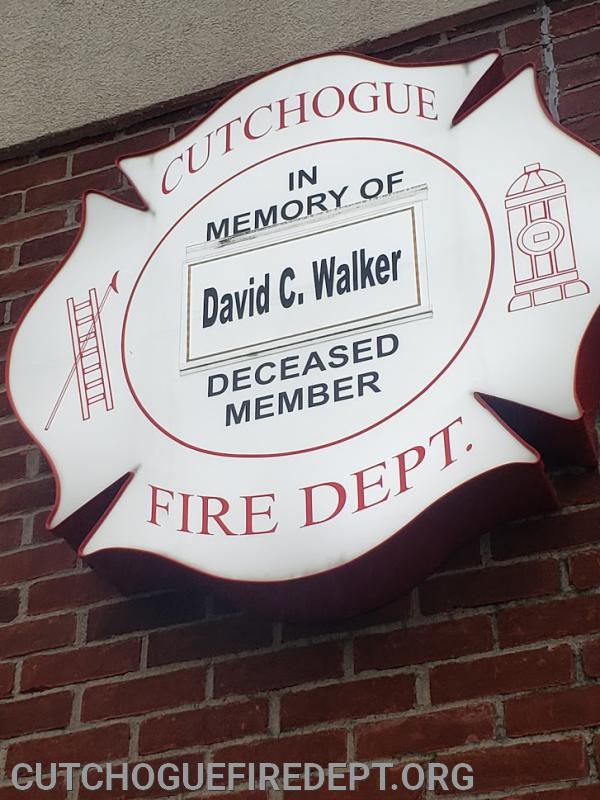 CUTCHOGUE
IN
MEMORY OF
David C. Walker
DECEASED
MEMBER
FIRE DEPT.
CUTCHOGUEFIREDEPT.ORG